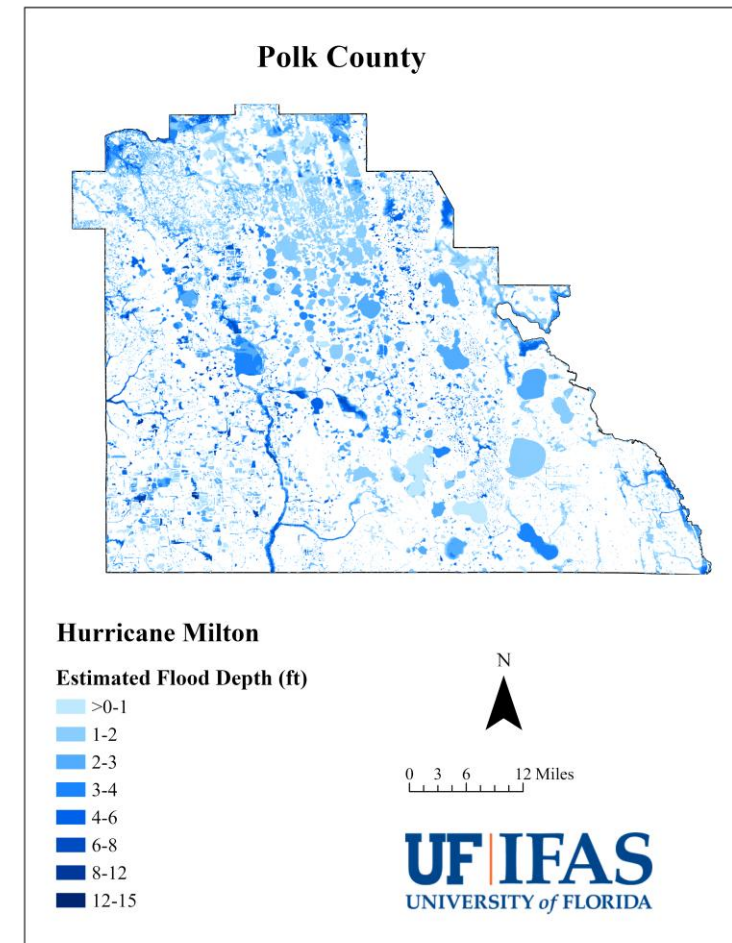 Polk County
Hurricane Milton
Estimated Flood Depth (ft)
>0-1
1-2
2-3
3-4
4-6
6-8
8-12
12-15
N
0 3 6 12 Miles
UF|IFAS
UNIVERSITY of FLORIDA